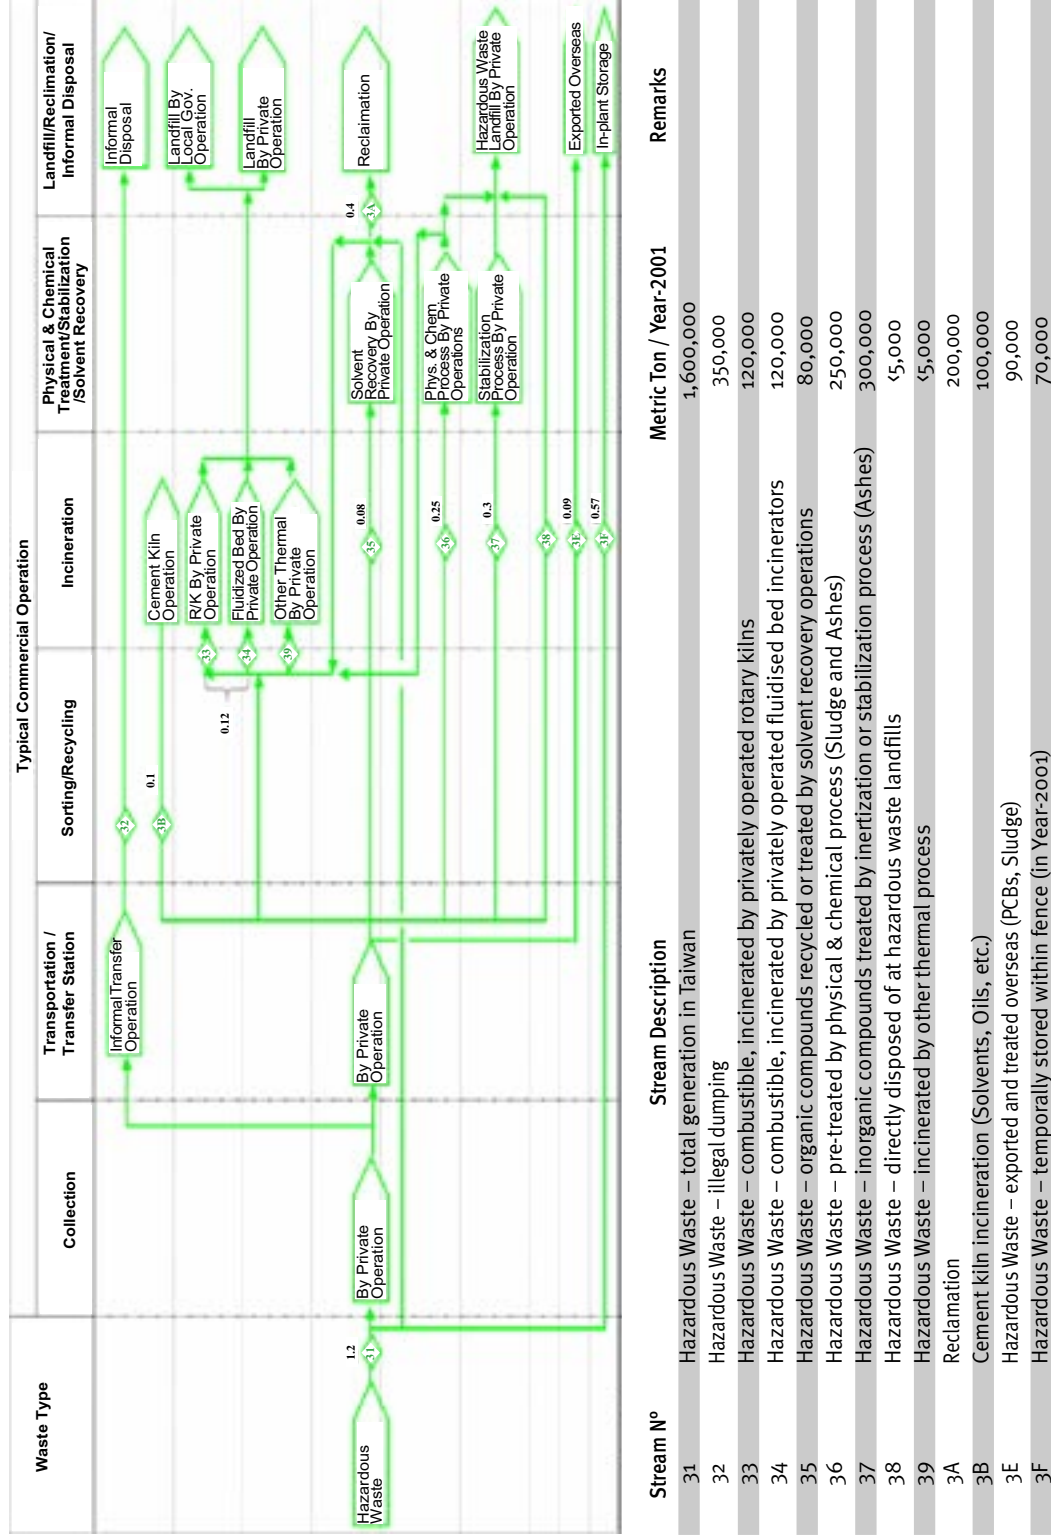 Typical Commercial Operation
Waste Type
Collection
Transportation /
Transfer Station
Sorting/Recycling
Incineration
Physical & Chemical
Treatment/Stabilization
/Solvent Recovery
Landfill/Reclimation/
Informal Disposal
Informal Transfer
Operation
32
Informal
Disposal
3B
0.1
Cement Kiln
Operation
Landfill By
Local Gov.
Operation
33
R/K By Private
Operation
0.12
34
Fluidized Bed By
Private Operation
Landfill
By Private
Operation
39
Other Thermal
By Private
Operation
Hazardous
Waste
1.2
31
By Private
Operation
By Private
Operation
0.08
35
Solvent
Recovery By
Private Operation
0.4
3A
Reclaimation
0.25
36
Phys. & Chem
Process By Private
Operations
0.3
37
Stabilization
Process By Private
Operation
Hazardous Waste
Landfill By Private
Operation
38
0.09
3E
Exported Overseas
0.57
3F
In-plant Storage
Stream Nº Stream Description Metric Ton / Year-2001 Remarks
31 Hazardous Waste – total generation in Taiwan 1,600,000
32 Hazardous Waste – illegal dumping 350,000
33 Hazardous Waste – combustible, incinerated by privately operated rotary kilns 120,000
34 Hazardous Waste – combustible, incinerated by privately operated fluidised bed incinerators 120,000
35 Hazardous Waste – organic compounds recycled or treated by solvent recovery operations 80,000
36 Hazardous Waste – pre-treated by physical & chemical process (Sludge and Ashes) 250,000
37 Hazardous Waste – inorganic compounds treated by inertization or stabilization process (Ashes) 300,000
38 Hazardous Waste – directly disposed of at hazardous waste landfills <5,000
39 Hazardous Waste – incinerated by other thermal process <5,000
3A Reclamation 200,000
3B Cement kiln incineration (Solvents, Oils, etc.) 100,000
3E Hazardous Waste – exported and treated overseas (PCBs, Sludge) 90,000
3F Hazardous Waste – temporally stored within fence (in Year-2001) 70,000